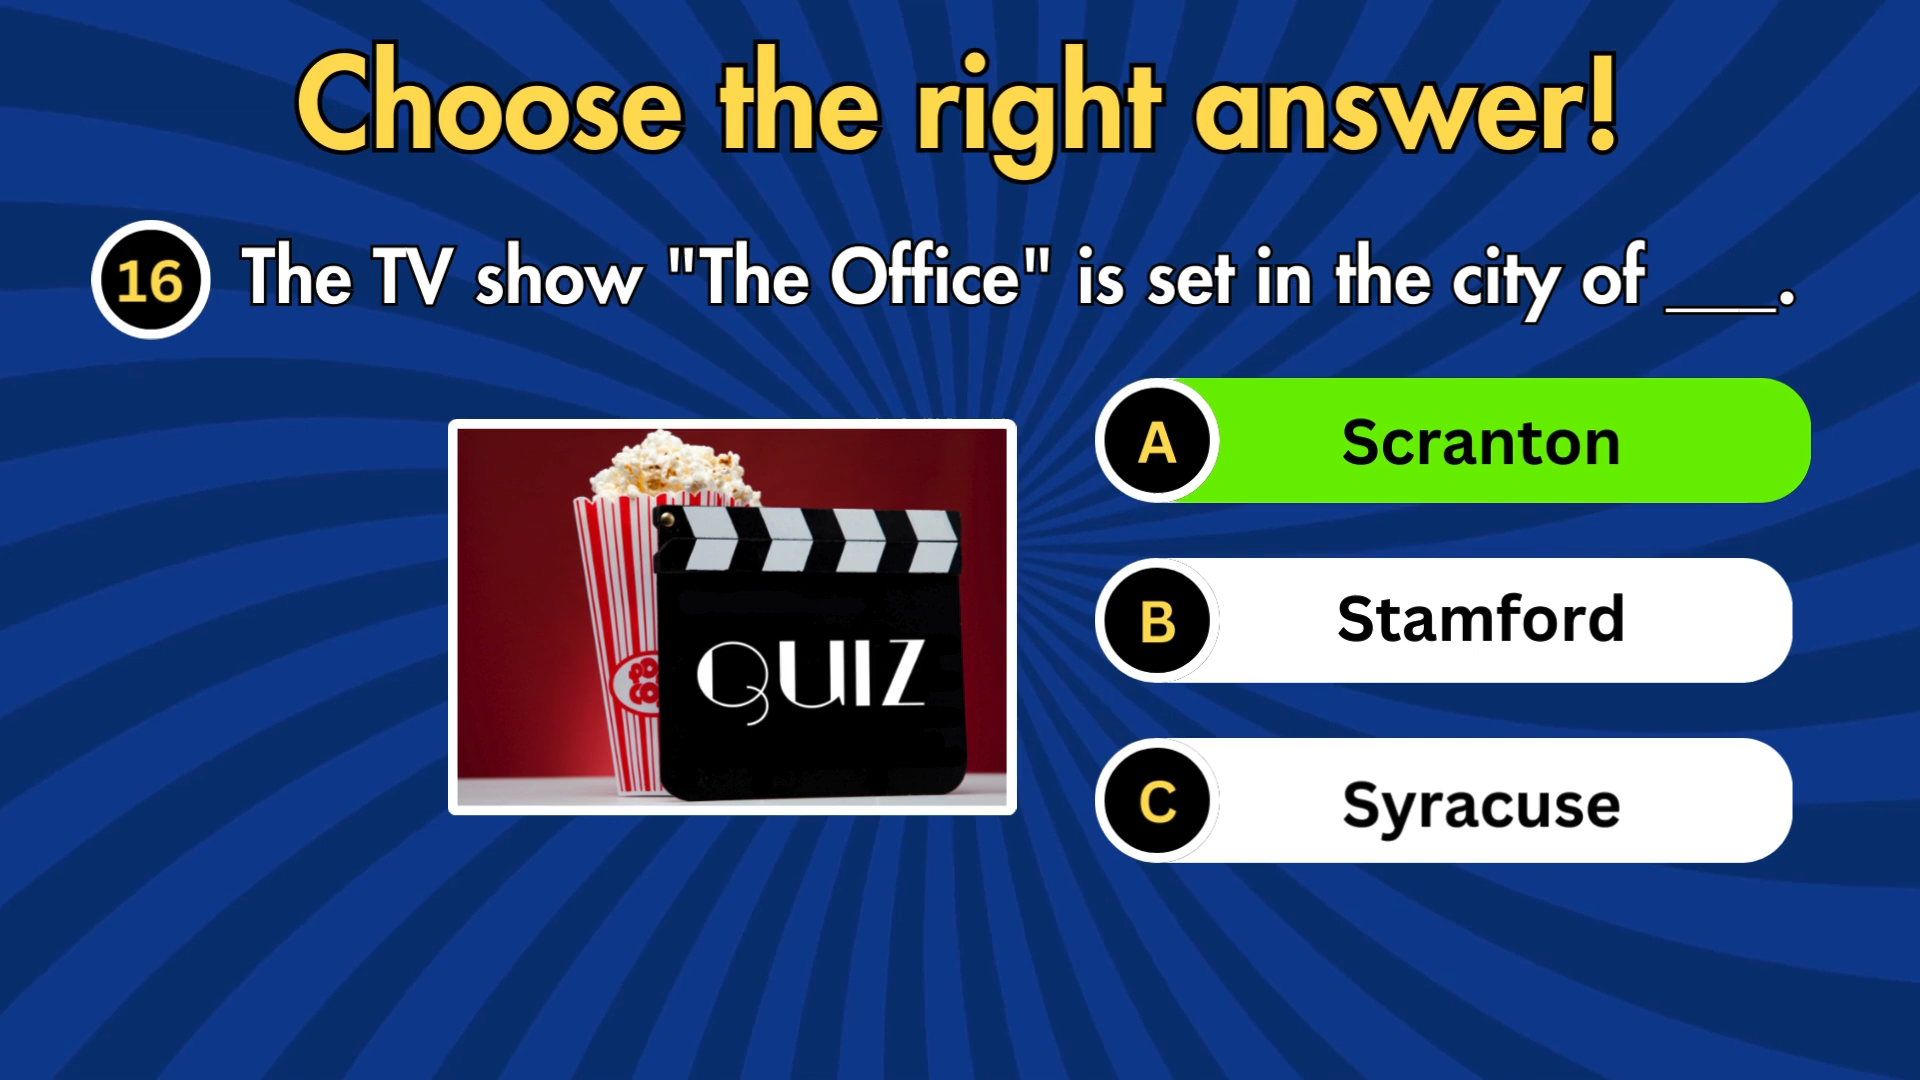 Choose the right answer!
16 The TV show "The Office" is set in the city of ___.
A Scranton
B Stamford
C Syracuse
QUIZ